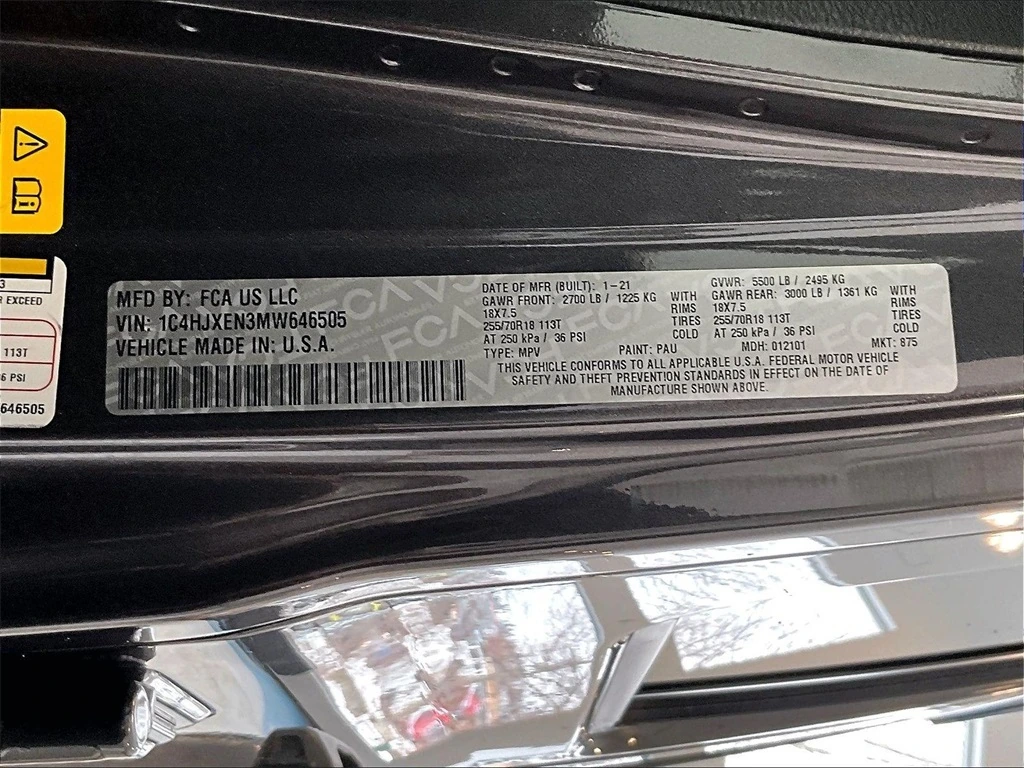 3
R EXCEED
113T
6 PSI
646505
MFD BY: FCA US LLC
VIN: 1C4HJXEN3MW646505
VEHICLE MADE IN: U.S.A.
DATE OF MFR (BUILT): 1-21
GVWR: 5500 LB / 2495 KG
GAWR FRONT: 2700 LB / 1225 KG WITH
GAWR REAR: 3000 LB / 1361 KG WITH
18X7.5 RIMS
18X7.5 RIMS
255/70R18 113T TIRES
255/70R18 113T TIRES
AT 250 kPa / 36 PSI COLD
AT 250 kPa / 36 PSI COLD
TYPE: MPV PAINT: PAU MDH: 012101 MKT: 875
THIS VEHICLE CONFORMS TO ALL APPLICABLE U.S.A. FEDERAL MOTOR VEHICLE
SAFETY AND THEFT PREVENTION STANDARDS IN EFFECT ON THE DATE OF
MANUFACTURE SHOWN ABOVE.